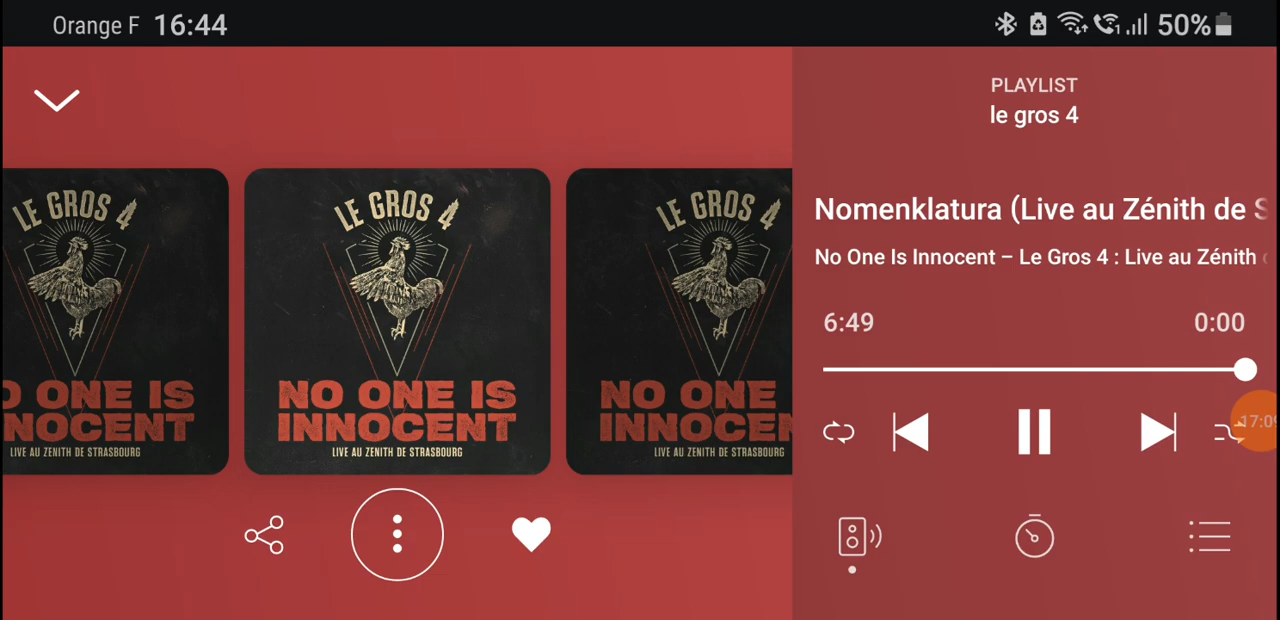 Orange F 16:44
50%
PLAYLIST
le gros 4
LE GROS 4
NO ONE IS
INNOCENT
LIVE AU ZENITH DE STRASBOURG
LE GROS 4
NO ONE IS
INNOCENT
LIVE AU ZENITH DE STRASBOURG
LE GROS 4
NO ONE
INNOCEN
LIVE AU ZENITH DE STRASBOURG
Nomenklatura (Live au Zénith de S
No One Is Innocent – Le Gros 4 : Live au Zénith
6:49 0:00
17:09